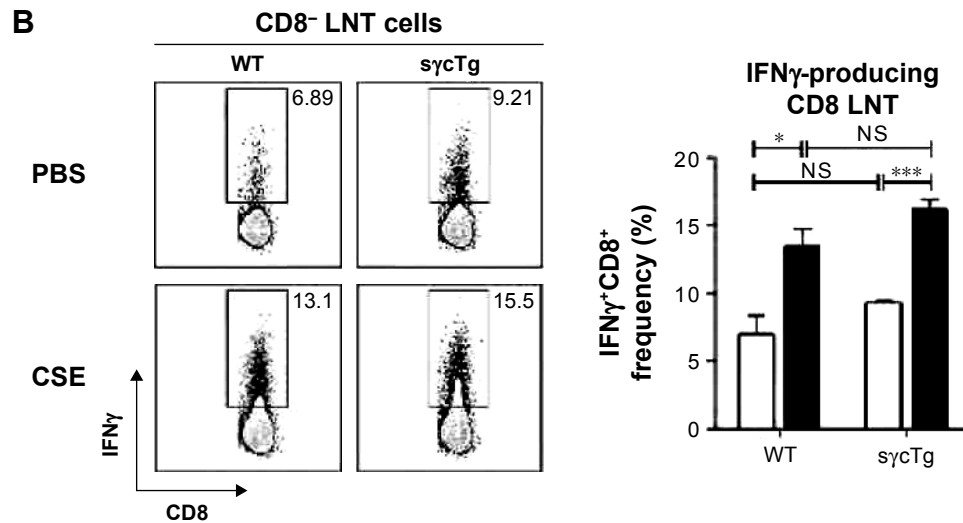 B
CD8⁻ LNT cells
WT
sγcTg
PBS
6.89
9.21
CSE
13.1
15.5
IFNγ
CD8
IFNγ-producing
CD8 LNT
*
NS
NS
***
IFNγ⁺CD8⁺
frequency (%)
20
15
10
5
0
WT
sγcTg